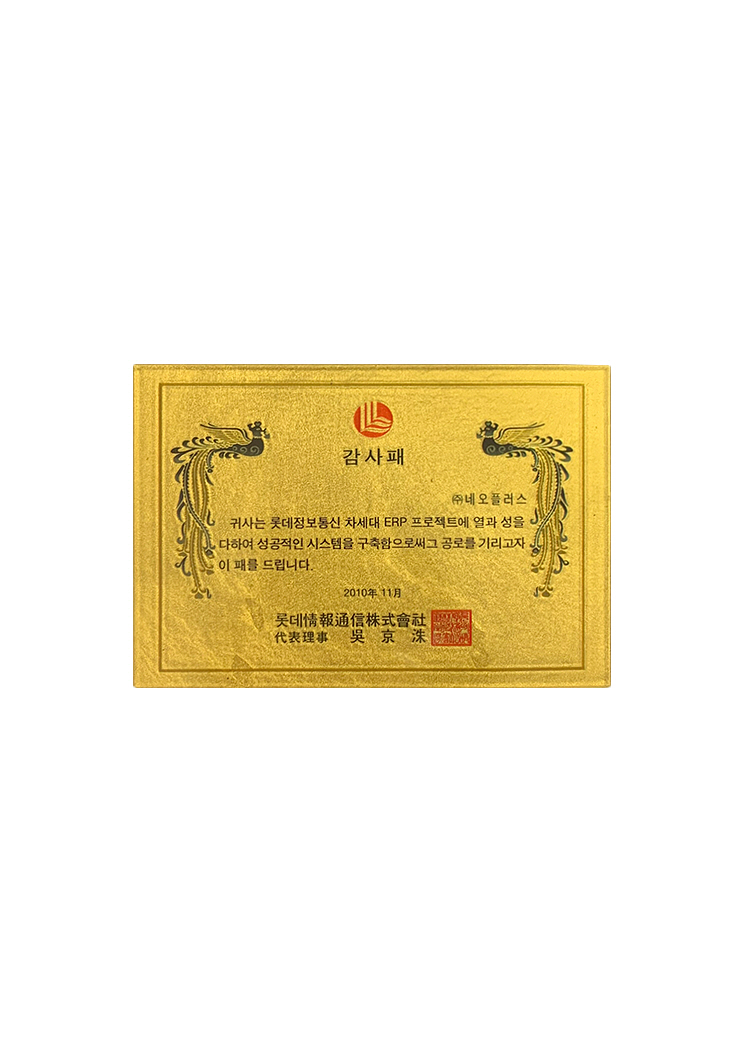 감사패
㈜네오플러스
귀사는 롯데정보통신 차세대 ERP 프로젝트에 열과 성을
다하여 성공적인 시스템을 구축함으로써그 공로를 기리고자
이 패를 드립니다.
2010年 11月
롯데情報通信株式會社
代表理事 吳京洙